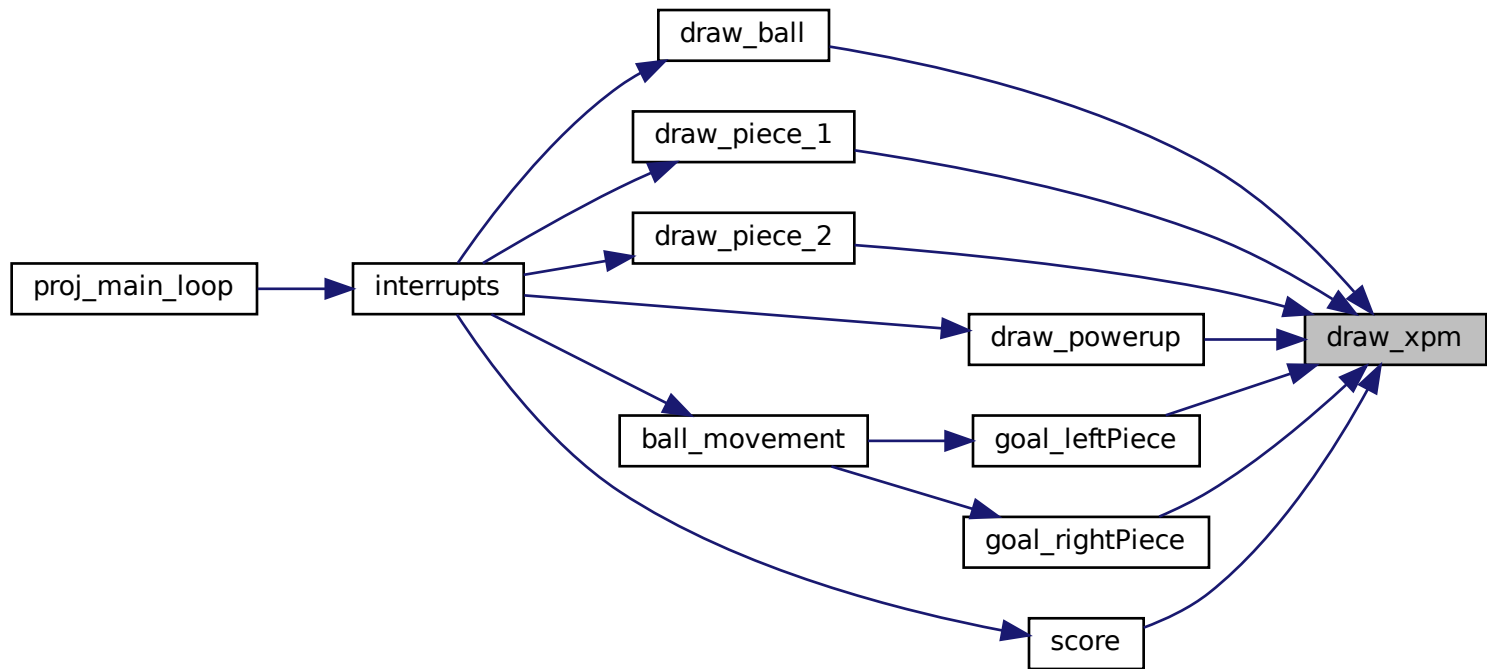 draw_ball
draw_piece_1
draw_piece_2
proj_main_loop
interrupts
draw_powerup
draw_xpm
ball_movement
goal_leftPiece
goal_rightPiece
score